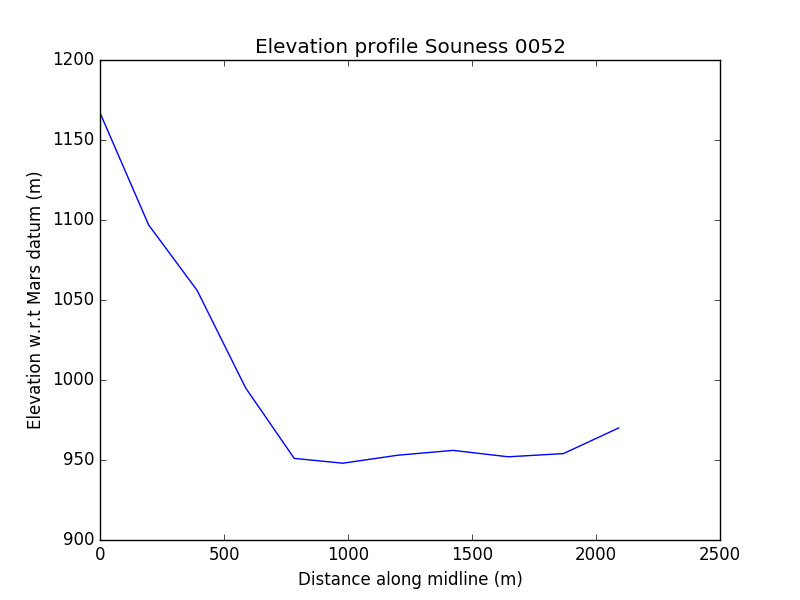 Elevation profile Souness 0052
1200
1150
1100
1050
1000
950
900
Elevation w.r.t Mars datum (m)
0 500 1000 1500 2000 2500
Distance along midline (m)